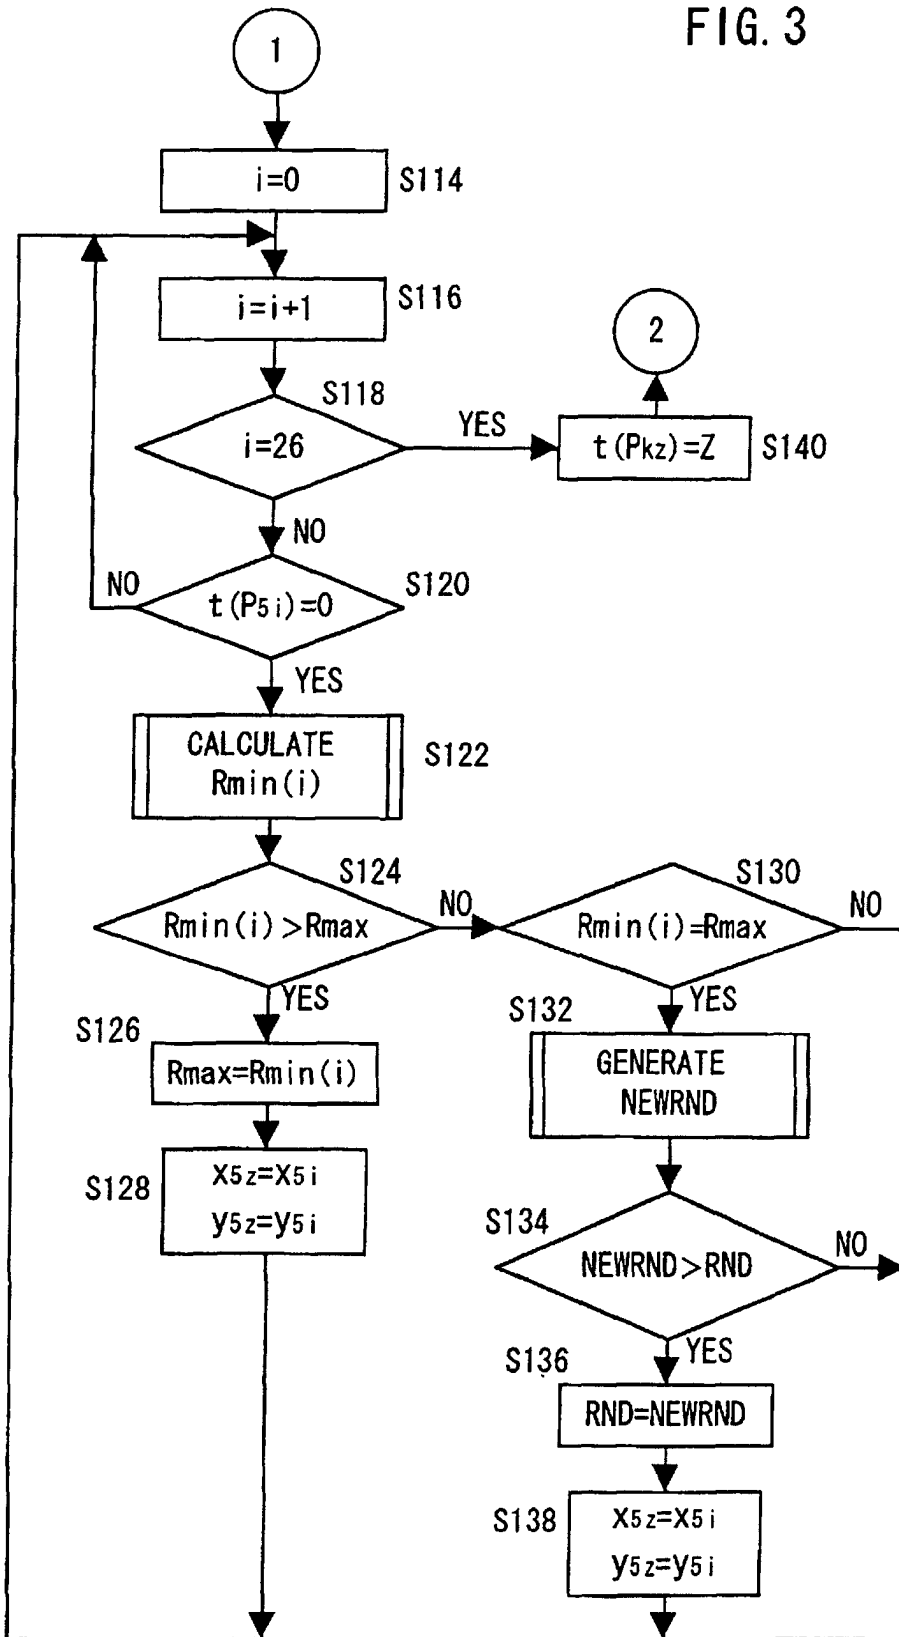 FIG. 3
1
i=0
S114
i=i+1
S116
2
S118
i=26
YES
t(Pkz)=Z
S140
NO
NO
t(P5i)=0
S120
YES
CALCULATE
Rmin(i)
S122
S124
Rmin(i)>Rmax
NO
S130
Rmin(i)=Rmax
NO
YES
YES
S126
Rmax=Rmin(i)
S132
GENERATE
NEWRND
S128
x5z=x5i
y5z=y5i
S134
NEWRND>RND
NO
YES
S136
RND=NEWRND
S138
x5z=x5i
y5z=y5i